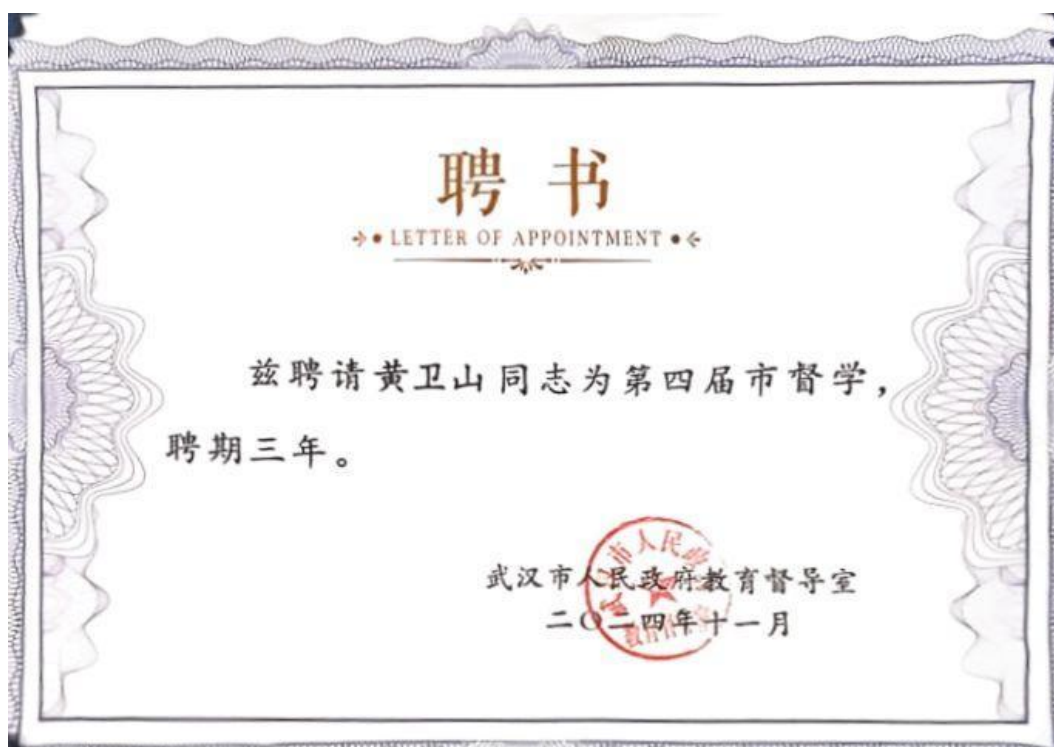 聘书
LETTER OF APPOINTMENT
兹聘请黄卫山同志为第四届市督学，
聘期三年。
武汉市人民政府教育督导室
二〇二四年十一月